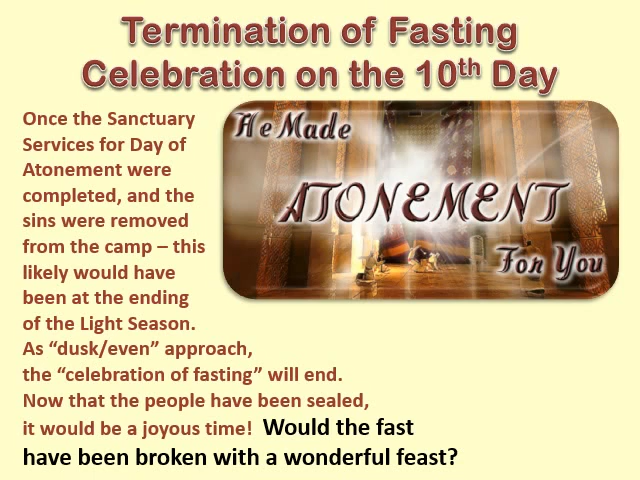 Termination of Fasting
Celebration on the 10th Day
Once the Sanctuary
Services for Day of
Atonement were
completed, and the
sins were removed
from the camp – this
likely would have
been at the ending
of the Light Season.
As “dusk/even” approach,
the “celebration of fasting” will end.
Now that the people have been sealed,
it would be a joyous time! Would the fast
have been broken with a wonderful feast?
He Made
ATONEMENT
For You